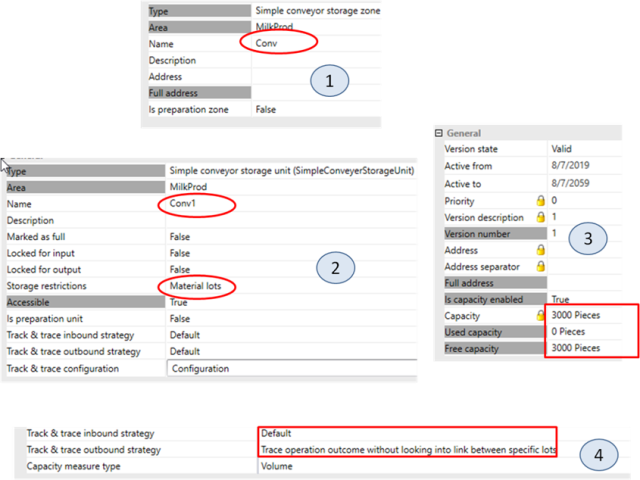 Type Simple conveyor storage zone
Area MilkProd
Name Conv
Description
Address
Full address
Is preparation zone False
1
Type Simple conveyor storage unit (SimpleConveyerStorageUnit)
Area MilkProd
Name Conv1
Description
Marked as full False
Locked for input False
Locked for output False
Storage restrictions Material lots
Accessible True
Is preparation unit False
Track & trace inbound strategy Default
Track & trace outbound strategy Default
Track & trace configuration Configuration
2
General
Version state Valid
Active from 8/7/2019
Active to 8/7/2059
Priority 0
Version description 1
Version number 1
Address
Address separator
Full address
Is capacity enabled True
Capacity 3000 Pieces
Used capacity 0 Pieces
Free capacity 3000 Pieces
3
Track & trace inbound strategy Default
Track & trace outbound strategy Trace operation outcome without looking into link between specific lots
Capacity measure type Volume
4